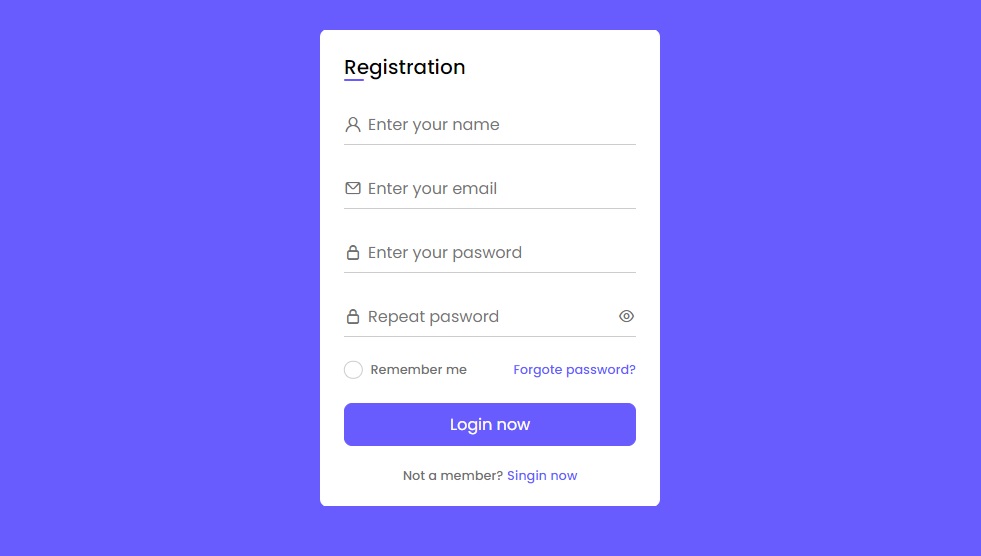 Registration
Enter your name
Enter your email
Enter your pasword
Repeat pasword
Remember me Forgote password?
Login now
Not a member? Singin now